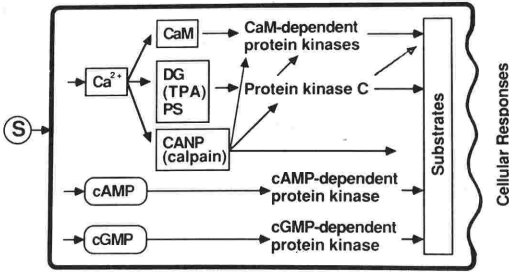 S
Ca2+
CaM
DG
(TPA)
PS
CANP
(calpain)
CaM-dependent
protein kinases
Protein kinase C
cAMP
cAMP-dependent
protein kinase
cGMP
cGMP-dependent
protein kinase
Substrates
Cellular Responses